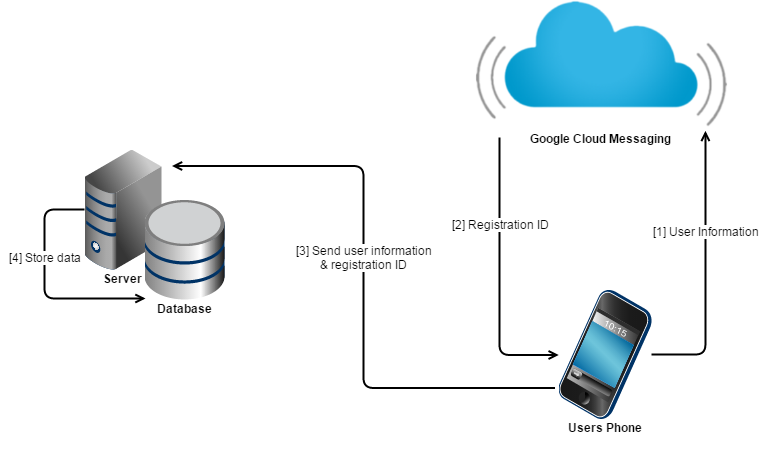 Google Cloud Messaging
[2] Registration ID
[1] User Information
[3] Send user information
& registration ID
[4] Store data
Server
Database
10:15
Users Phone